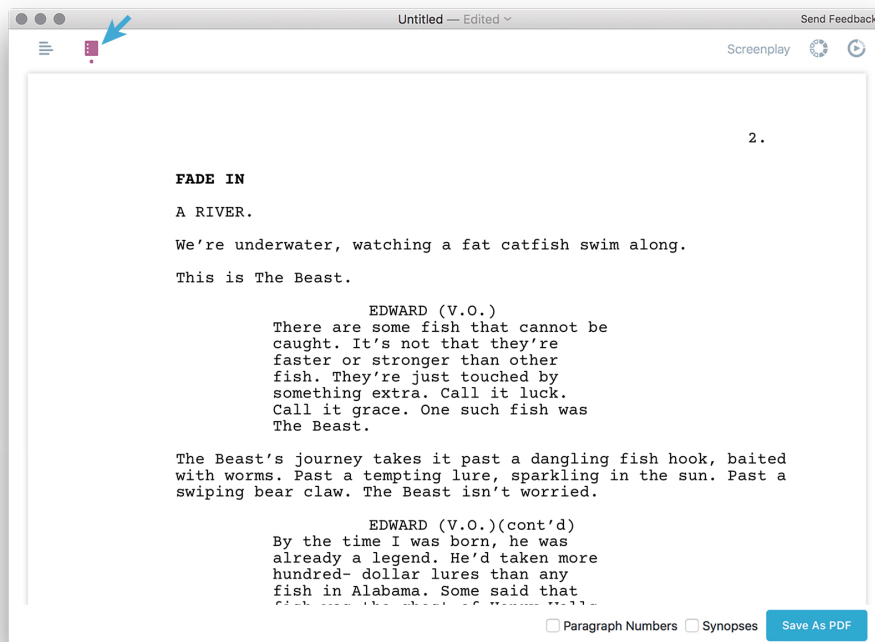 Untitled — Edited
Send Feedback
Screenplay
2.
FADE IN
A RIVER.
We're underwater, watching a fat catfish swim along.
This is The Beast.
EDWARD (V.O.)
There are some fish that cannot be
caught. It's not that they're
faster or stronger than other
fish. They're just touched by
something extra. Call it luck.
Call it grace. One such fish was
The Beast.
The Beast's journey takes it past a dangling fish hook, baited
with worms. Past a tempting lure, sparkling in the sun. Past a
swiping bear claw. The Beast isn't worried.
EDWARD (V.O.)(cont'd)
By the time I was born, he was
already a legend. He'd taken more
hundred- dollar lures than any
fish in Alabama. Some said that
Paragraph Numbers
Synopses
Save As PDF